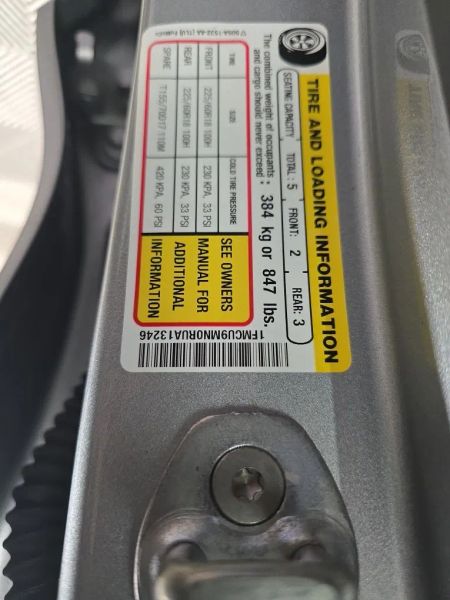 TIRE AND LOADING INFORMATION
SEATING CAPACITY TOTAL: 5 FRONT: 2 REAR: 3
The combined weight of occupants and cargo should never exceed : 384 kg or 847 lbs.
TIRE SIZE COLD TIRE PRESSURE
FRONT 225/60R18 100H 230 KPA, 33 PSI
REAR 225/60R18 100H 230 KPA, 33 PSI
SPARE T155/70D17 110M 420 KPA, 60 PSI
SEE OWNERS
MANUAL FOR
ADDITIONAL
INFORMATION
1FMCU9MN0RUA13246